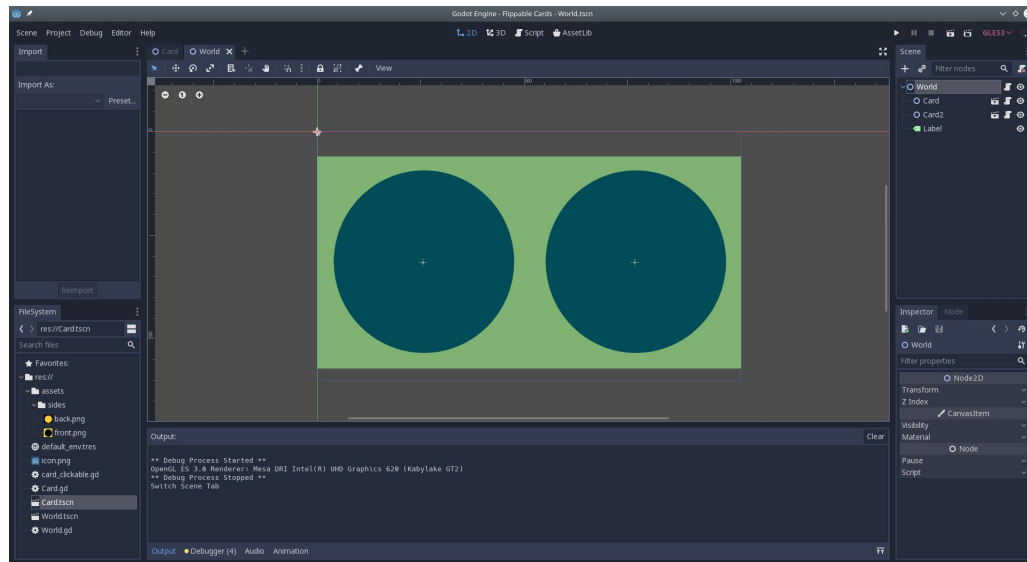 Godot Engine - Flippable Cards - World.tscn
Scene Project Debug Editor Help
2D 3D Script AssetLib
GLES3
Import
Card World
View
Import As:
Preset..
Reimport
0 500 1000
0
500
FileSystem
res://Card.tscn
Search files
Favorites:
res://
assets
sides
back.png
front.png
default_env.tres
icon.png
card_clickable.gd
Card.gd
Card.tscn
World.tscn
World.gd
Output:
Clear
** Debug Process Started **
OpenGL ES 3.0 Renderer: Mesa DRI Intel(R) UHD Graphics 620 (Kabylake GT2)
** Debug Process Stopped **
Switch Scene Tab
Output Debugger (4) Audio Animation
Scene
Filter nodes
World
Card
Card2
Label
Inspector Node
World
Filter properties
Node2D
Transform
Z Index
CanvasItem
Visibility
Material
Node
Pause
Script